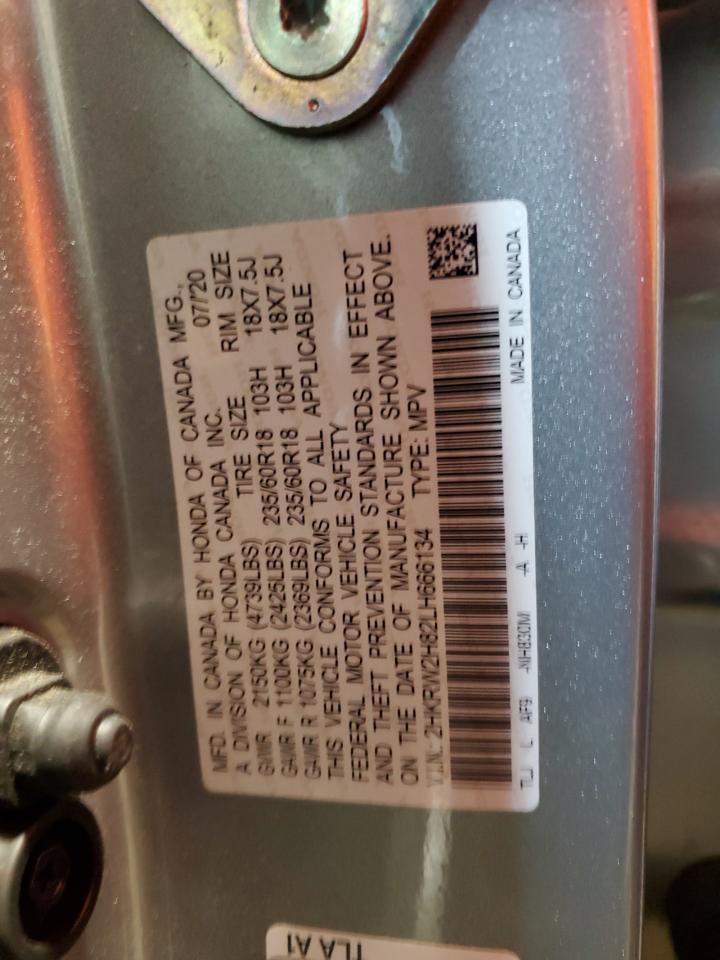 MFD. IN CANADA BY HONDA OF CANADA MFG.,
A DIVISION OF HONDA CANADA INC. 07/'20
TIRE SIZE RIM SIZE
GVWR 2150KG (4739LBS)
GAWR F 1100KG (2425LBS) 235/60R18 103H 18X7.5J
GAWR R 1075KG (2369LBS) 235/60R18 103H 18X7.5J
THIS VEHICLE CONFORMS TO ALL APPLICABLE
FEDERAL MOTOR VEHICLE SAFETY
AND THEFT PREVENTION STANDARDS IN EFFECT
ON THE DATE OF MANUFACTURE SHOWN ABOVE.
V.I.N: 2HKRW2H82LH666134 TYPE: MPV
TLJ L AF9 -NH830M -A -H MADE IN CANADA
TLA A1